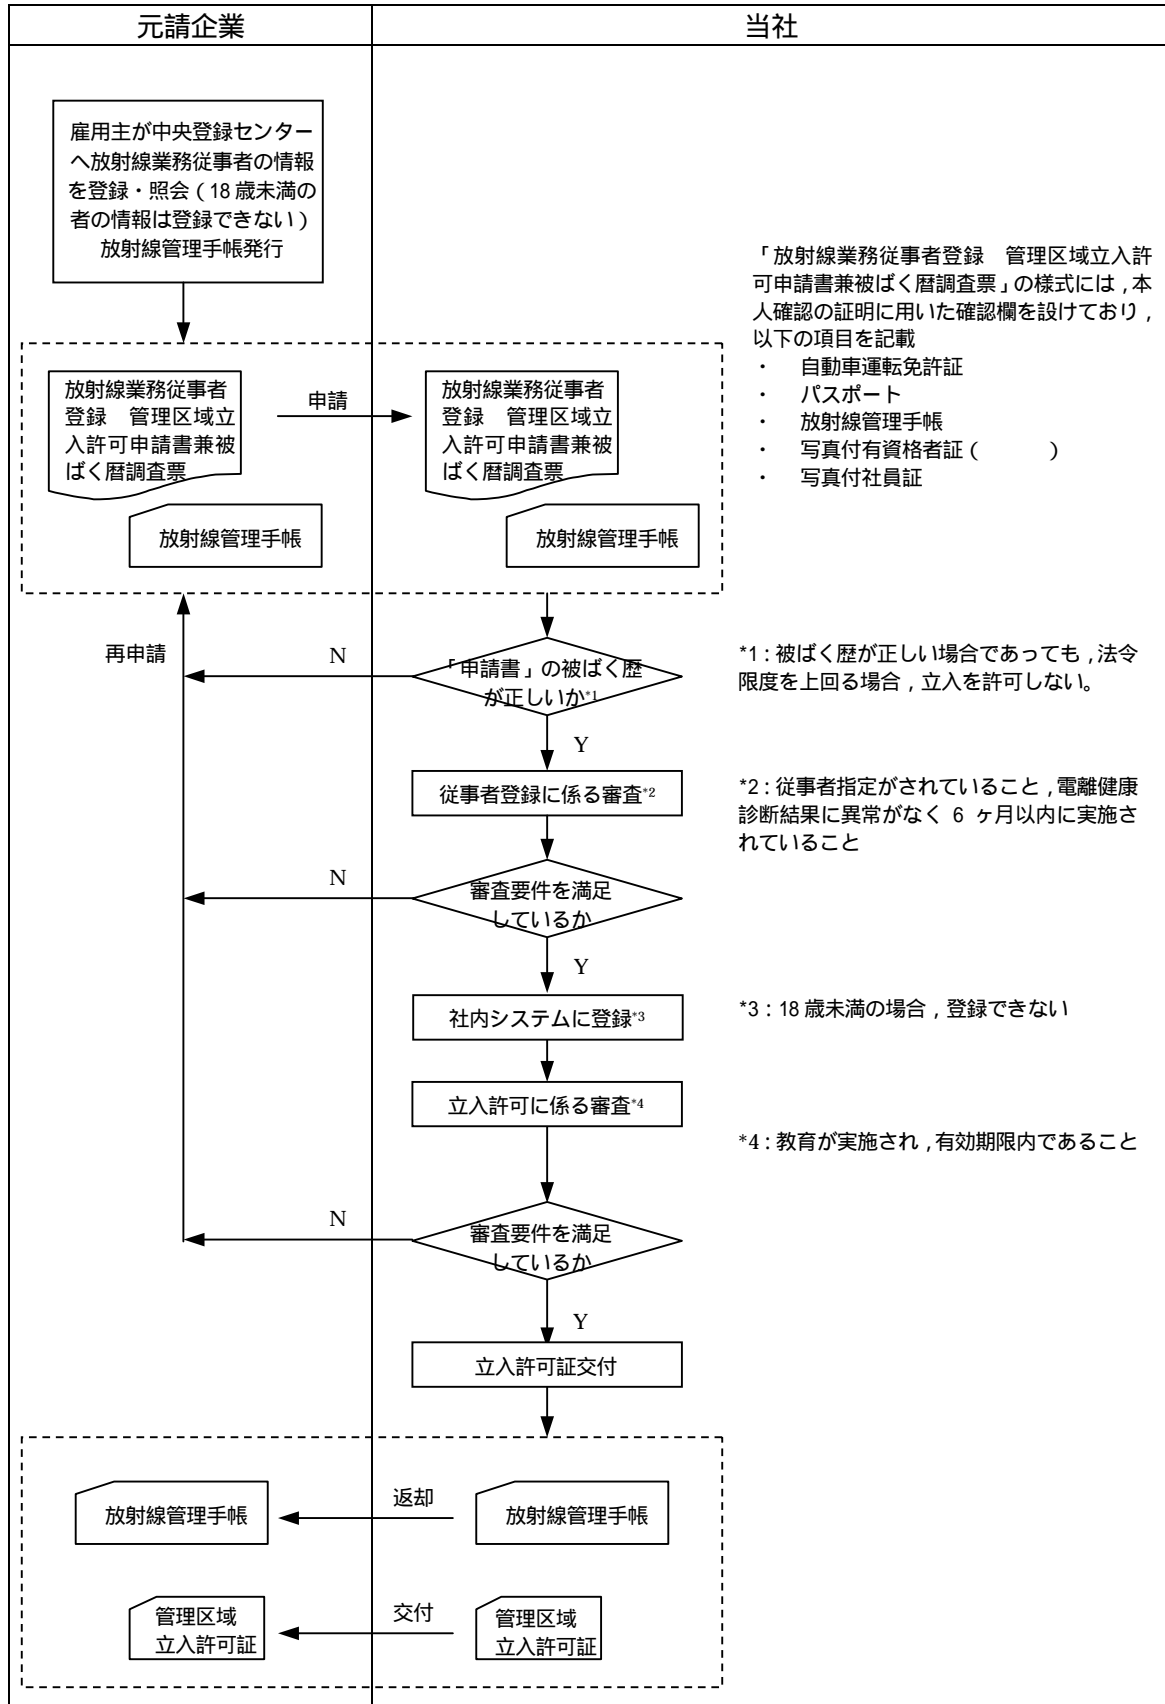 元請企業
当社
雇用主が中央登録センター
へ放射線業務従事者の情報
を登録・照会(18歳未満の
者の情報は登録できない)
放射線管理手帳発行
「放射線業務従事者登録　管理区域立入許
可申請書兼被ばく暦調査票」の様式には,本
人確認の証明に用いた確認欄を設けており,
以下の項目を記載
・　自動車運転免許証
・　パスポート
・　放射線管理手帳
・　写真付有資格者証(　　　)
・　写真付社員証
放射線業務従事者
登録　管理区域立
入許可申請書兼被
ばく暦調査票
申請
放射線業務従事者
登録　管理区域立
入許可申請書兼被
ばく暦調査票
放射線管理手帳
放射線管理手帳
再申請
N
「申請書」の被ばく歴
が正しいか*1
*1:被ばく歴が正しい場合であっても,法令
限度を上回る場合,立入を許可しない。
Y
従事者登録に係る審査*2
*2:従事者指定がされていること,電離健康
診断結果に異常がなく 6 ヶ月以内に実施さ
れていること
N
審査要件を満足
しているか
Y
社内システムに登録*3
*3:18歳未満の場合,登録できない
立入許可に係る審査*4
*4:教育が実施され,有効期限内であること
N
審査要件を満足
しているか
Y
立入許可証交付
放射線管理手帳
返却
放射線管理手帳
管理区域
立入許可証
交付
管理区域
立入許可証